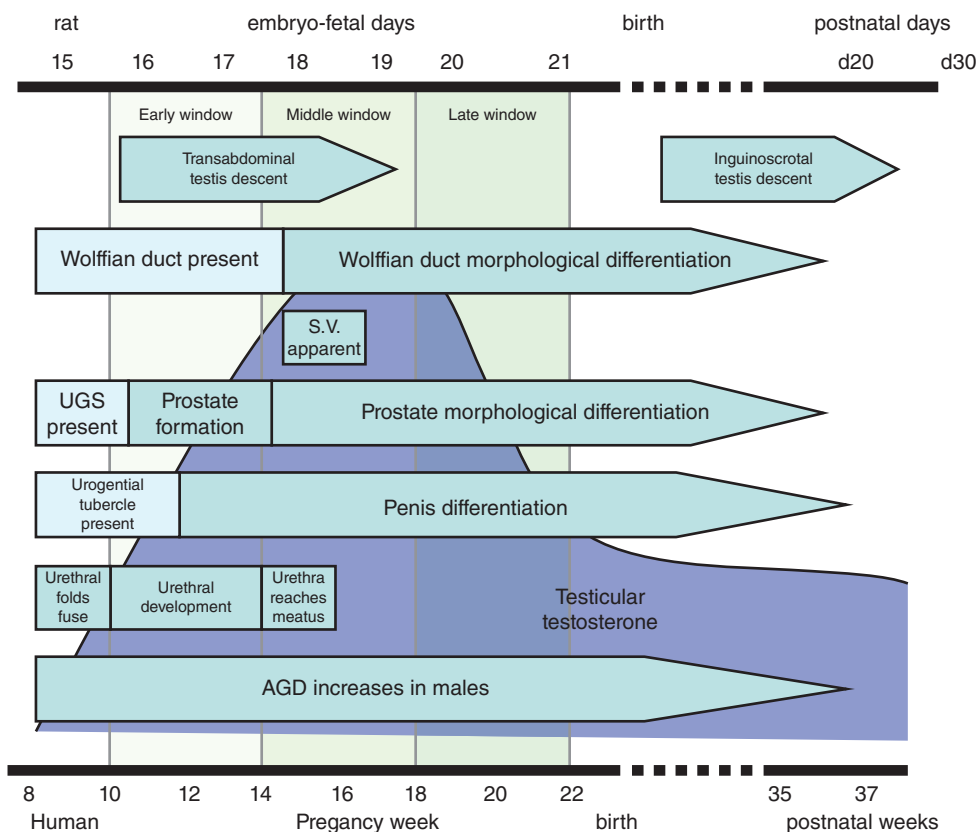 rat embryo-fetal days birth postnatal days
15 16 17 18 19 20 21 d20 d30
Early window Middle window Late window
Transabdominal
testis descent
Inguinoscrotal
testis descent
Wolffian duct present Wolffian duct morphological differentiation
S.V.
apparent
UGS
present
Prostate
formation
Prostate morphological differentiation
Urogential
tubercle
present
Penis differentiation
Urethral
folds
fuse
Urethral
development
Urethra
reaches
meatus
Testicular
testosterone
AGD increases in males
8 10 12 14 16 18 20 22 35 37
Human Pregancy week birth postnatal weeks